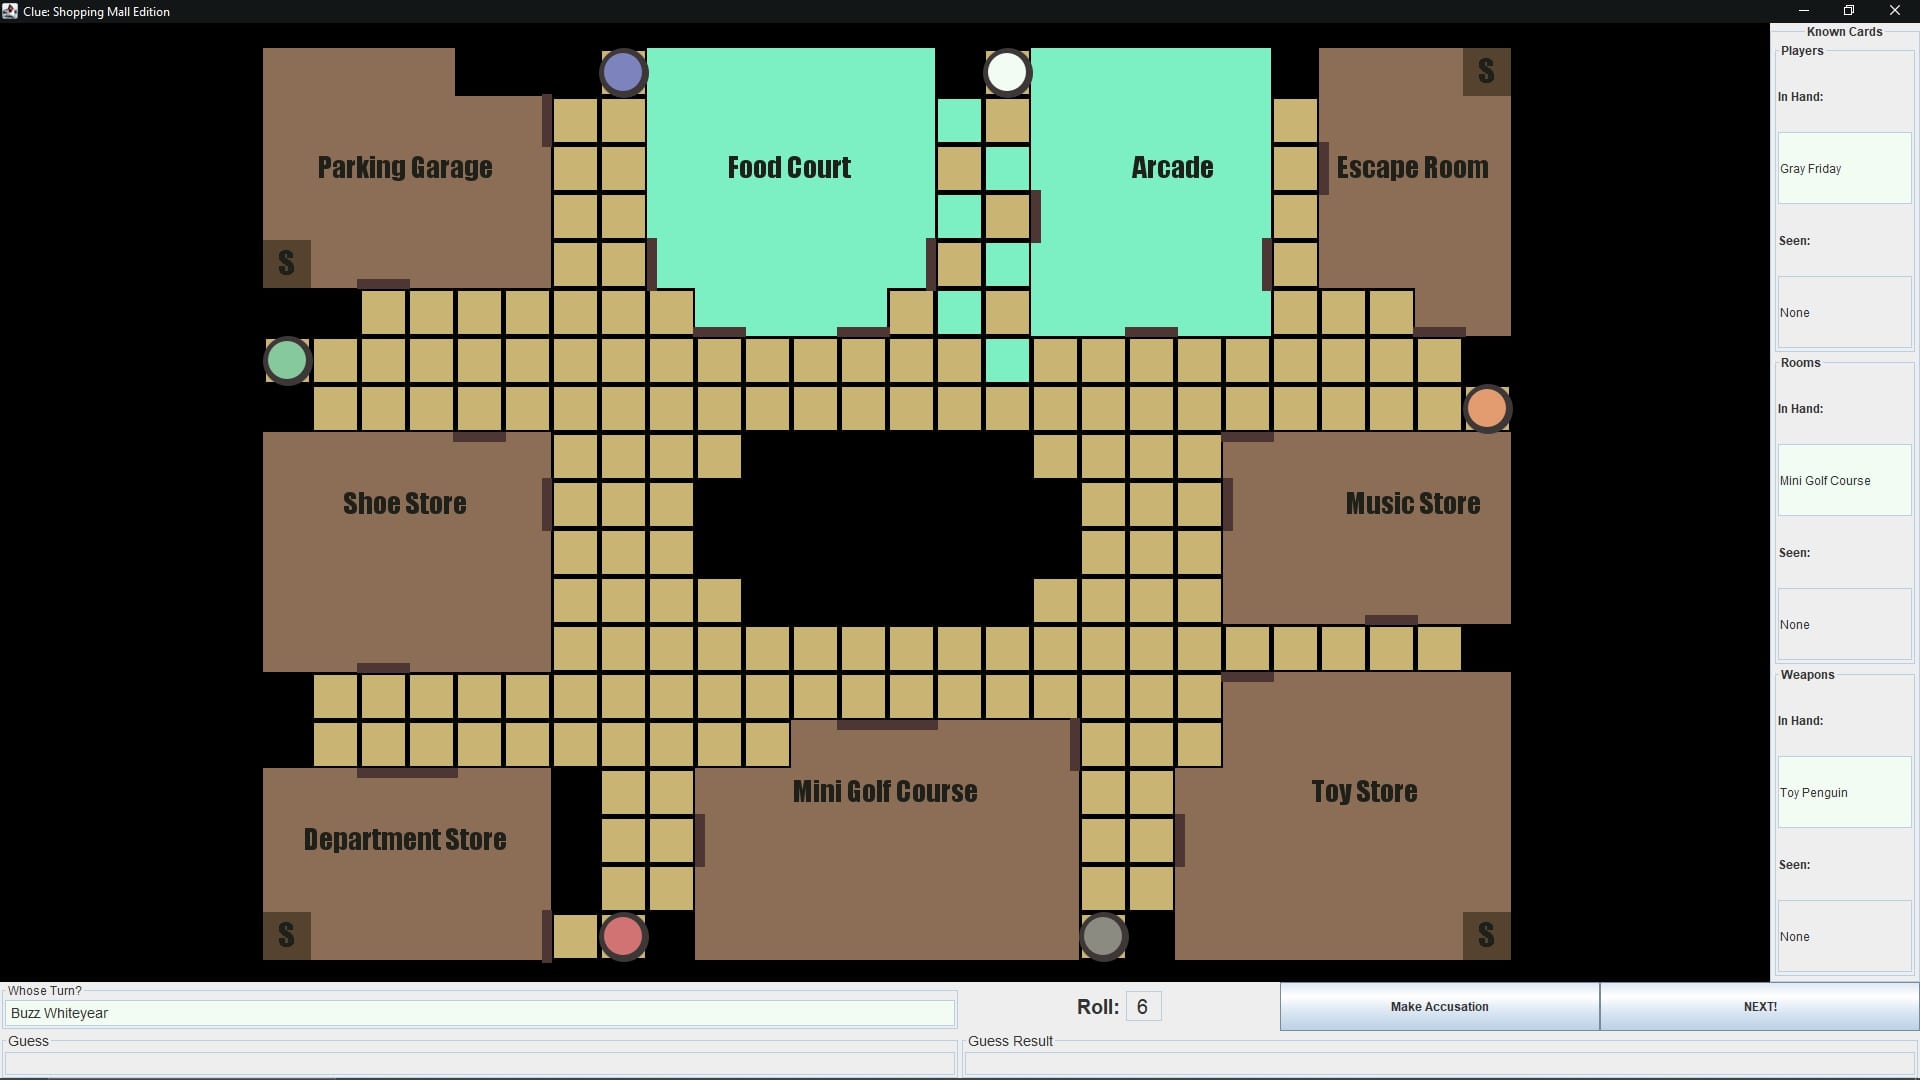 Clue: Shopping Mall Edition
Known Cards
Players
In Hand:
Gray Friday
Seen:
None
Rooms
In Hand:
Mini Golf Course
Seen:
None
Weapons
In Hand:
Toy Penguin
Seen:
None
S
Parking Garage
Food Court
Arcade
Escape Room
S
Shoe Store
Music Store
Mini Golf Course
Toy Store
Department Store
S
S
Whose Turn?
Buzz Whiteyear
Roll: 6
Make Accusation
NEXT!
Guess
Guess Result